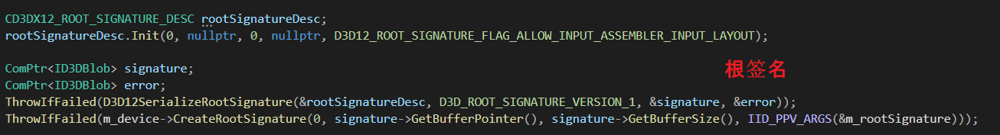 CD3DX12_ROOT_SIGNATURE_DESC rootSignatureDesc;
rootSignatureDesc.Init(0, nullptr, 0, nullptr, D3D12_ROOT_SIGNATURE_FLAG_ALLOW_INPUT_ASSEMBLER_INPUT_LAYOUT);
ComPtr<ID3DBlob> signature;
根签名
ComPtr<ID3DBlob> error;
ThrowIfFailed(D3D12SerializeRootSignature(&rootSignatureDesc, D3D_ROOT_SIGNATURE_VERSION_1, &signature, &error));
ThrowIfFailed(m_device->CreateRootSignature(0, signature->GetBufferPointer(), signature->GetBufferSize(), IID_PPV_ARGS(&m_rootSignature)));